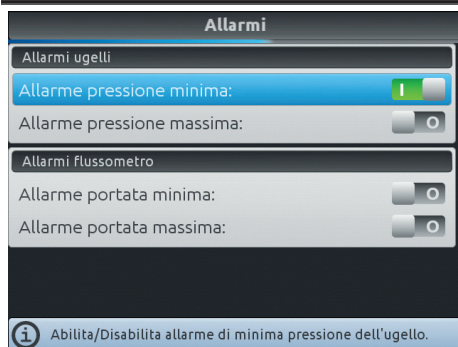 Allarmi
Allarmi ugelli
Allarme pressione minima: I
Allarme pressione massima: O
Allarmi flussometro
Allarme portata minima: O
Allarme portata massima: O
i Abilita/Disabilita allarme di minima pressione dell'ugello.